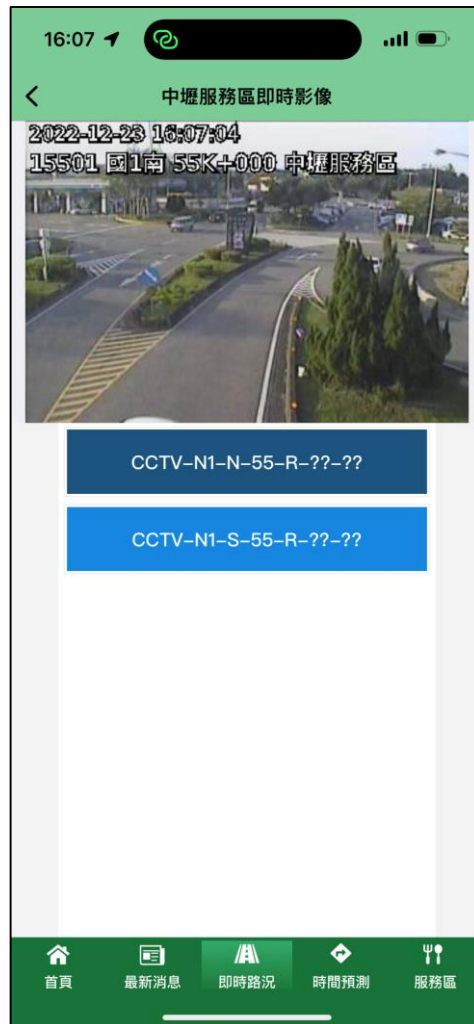 16:07
中壢服務區即時影像
2022-12-23 16:07:04
15501 國1南 55K+000 中壢服務區
CCTV-N1-N-55-R-??-??
CCTV-N1-S-55-R-??-??
首頁 最新消息 即時路況 時間預測 服務區